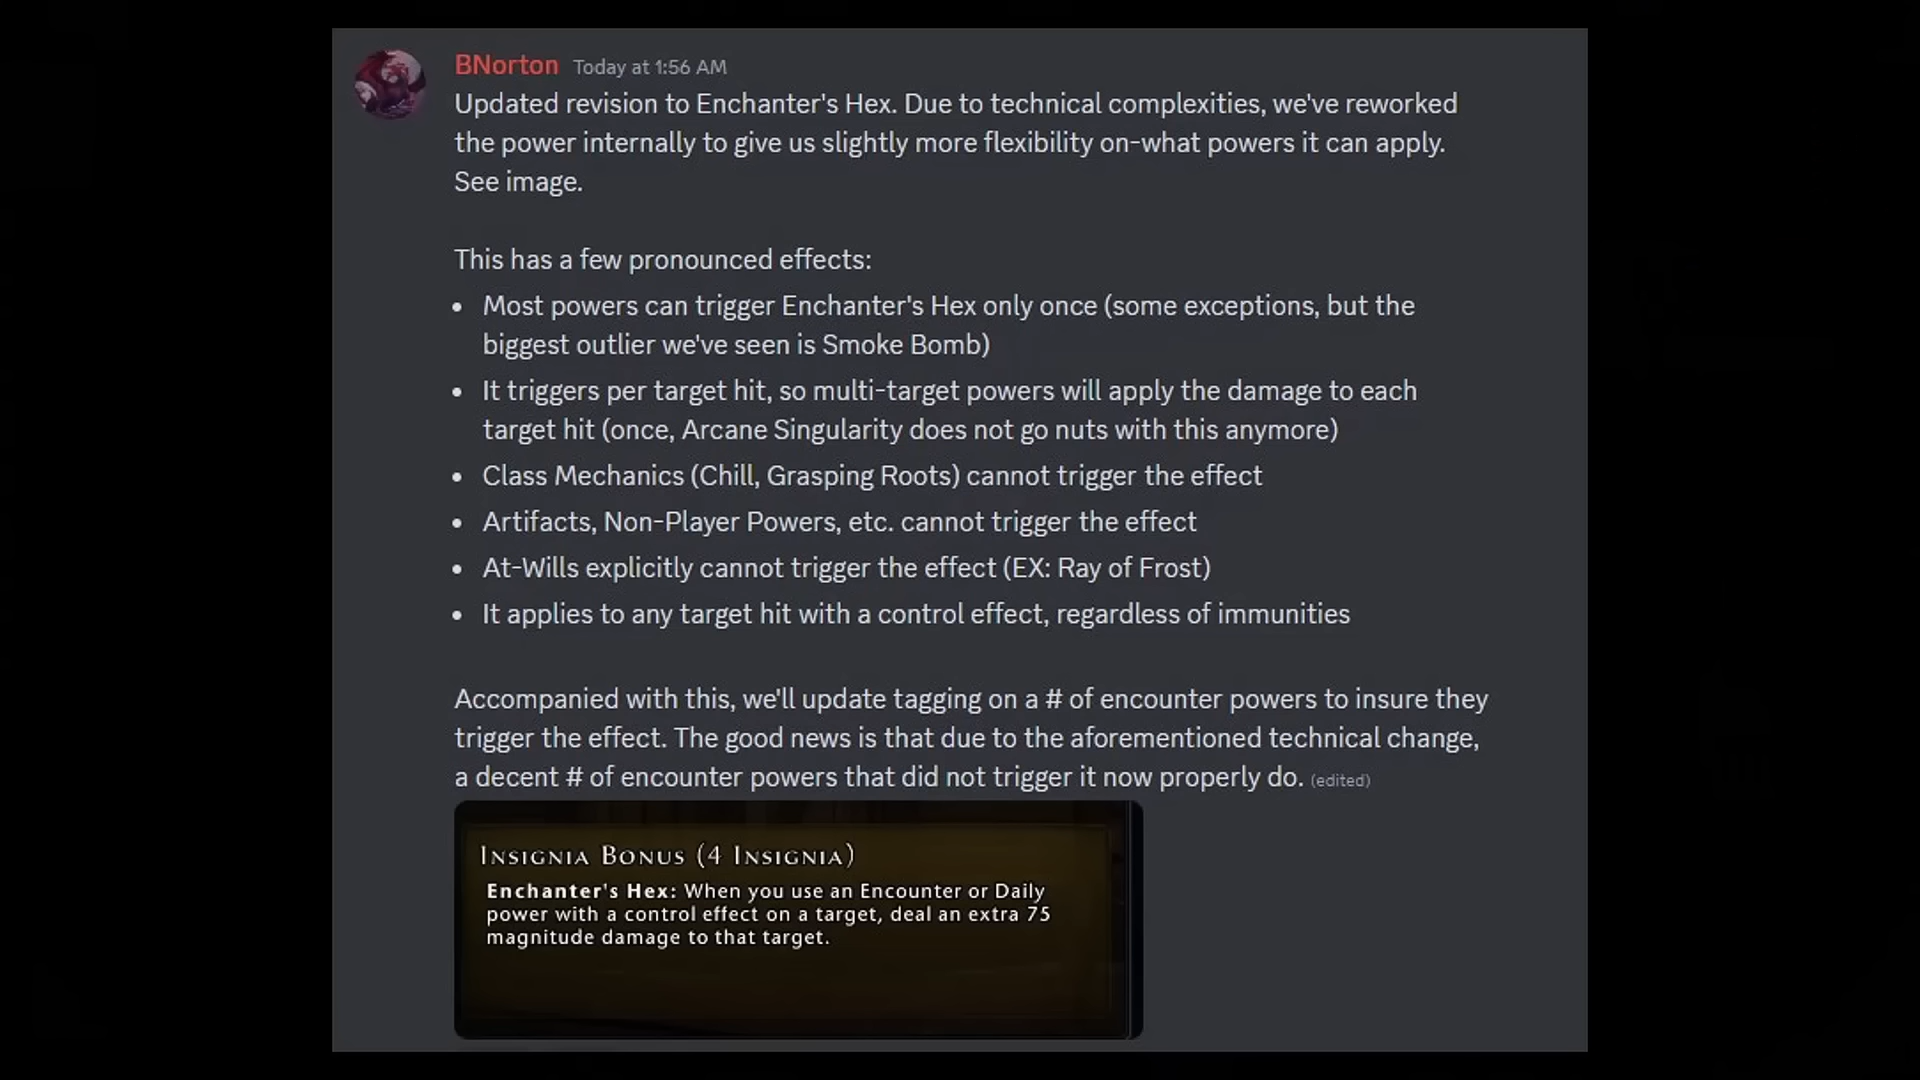 BNorton Today at 1:56 AM
Updated revision to Enchanter's Hex. Due to technical complexities, we've reworked
the power internally to give us slightly more flexibility on-what powers it can apply.
See image.
This has a few pronounced effects:
• Most powers can trigger Enchanter's Hex only once (some exceptions, but the
biggest outlier we've seen is Smoke Bomb)
• It triggers per target hit, so multi-target powers will apply the damage to each
target hit (once, Arcane Singularity does not go nuts with this anymore)
• Class Mechanics (Chill, Grasping Roots) cannot trigger the effect
• Artifacts, Non-Player Powers, etc. cannot trigger the effect
• At-Wills explicitly cannot trigger the effect (EX: Ray of Frost)
• It applies to any target hit with a control effect, regardless of immunities
Accompanied with this, we'll update tagging on a # of encounter powers to insure they
trigger the effect. The good news is that due to the aforementioned technical change,
a decent # of encounter powers that did not trigger it now properly do. (edited)
Insignia Bonus (4 Insignia)
Enchanter's Hex: When you use an Encounter or Daily
power with a control effect on a target, deal an extra 75
magnitude damage to that target.